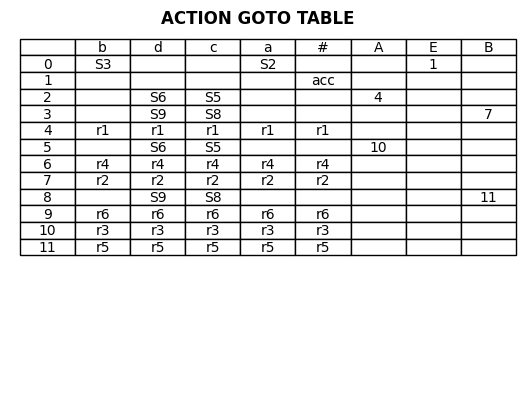 ACTION GOTO TABLE
b d c a # A E B
0 S3 S2 1
1 acc
2 S6 S5 4
3 S9 S8 7
4 r1 r1 r1 r1 r1
5 S6 S5 10
6 r4 r4 r4 r4 r4
7 r2 r2 r2 r2 r2
8 S9 S8 11
9 r6 r6 r6 r6 r6
10 r3 r3 r3 r3 r3
11 r5 r5 r5 r5 r5